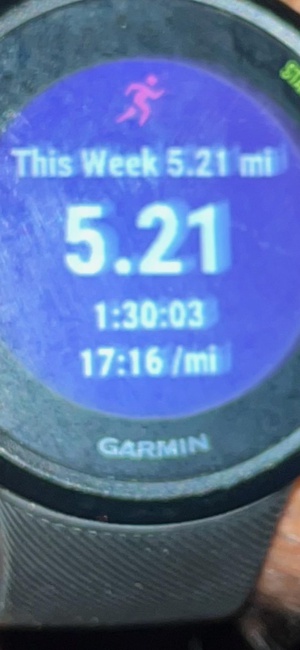 This Week 5.21 mi
5.21
1:30:03
17:16 /mi
GARMIN